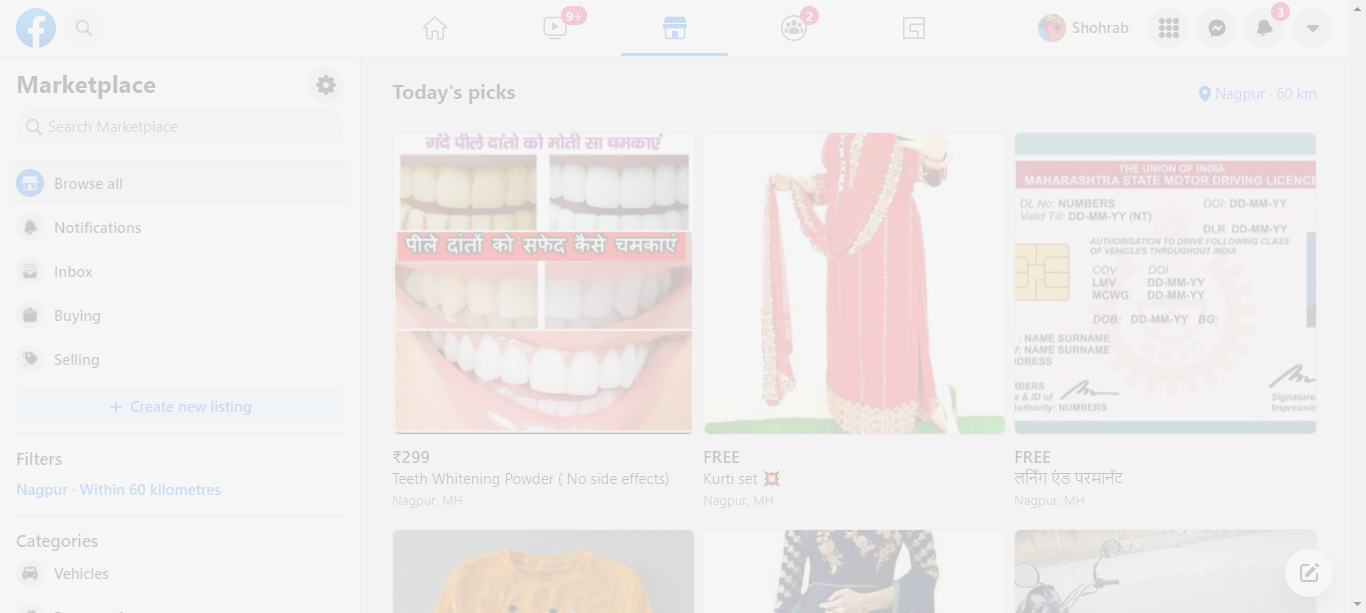 9+
2
Shohrab
3
Marketplace
Search Marketplace
Browse all
Notifications
Inbox
Buying
Selling
+ Create new listing
Filters
Nagpur · Within 60 kilometres
Categories
Vehicles
Today's picks
Nagpur · 60 km
गंदे पीले दांतो को मोती सा चमकाएं
पीले दांतों को सफेद कैसे चमकाएं
₹299
Teeth Whitening Powder ( No side effects)
Nagpur, MH
FREE
Kurti set 💥
Nagpur, MH
THE UNION OF INDIA
MAHARASHTRA STATE MOTOR DRIVING LICENCE
DL No: NUMBERS DOI: DD-MM-YY
Valid Till: DD-MM-YY (NT)
DLR DD-MM-YY
AUTHORISATION TO DRIVE FOLLOWING CLASS
OF VEHICLES THROUGHOUT INDIA
COV DOI
LMV DD-MM-YY
MCWG DD-MM-YY
DOB: DD-MM-YY BG:
: NAME SURNAME
: NAME SURNAME
DRESS
MBERS
& ID of
uthority: NUMBERS
Signature
Impressio
MMVD
FREE
लर्निंग एंड परमानेंट
Nagpur, MH